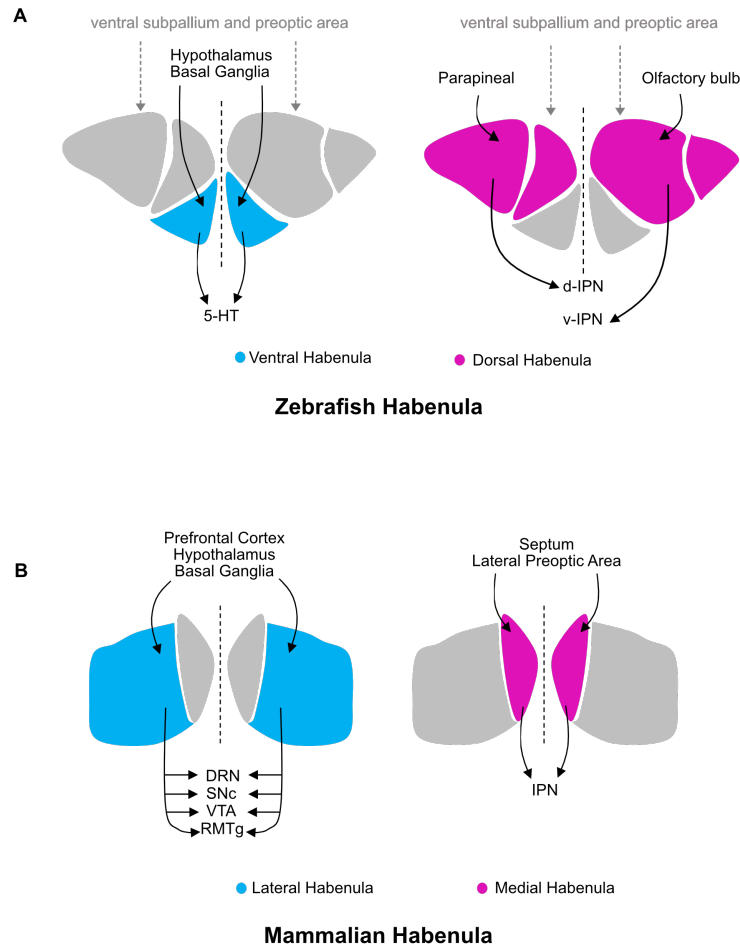 A
ventral subpallium and preoptic area
Hypothalamus
Basal Ganglia
5-HT
ventral subpallium and preoptic area
Parapineal
Olfactory bulb
d-IPN
v-IPN
Ventral Habenula
Dorsal Habenula
Zebrafish Habenula
B
Prefrontal Cortex
Hypothalamus
Basal Ganglia
DRN
SNc
VTA
RMTg
Septum
Lateral Preoptic Area
IPN
Lateral Habenula
Medial Habenula
Mammalian Habenula